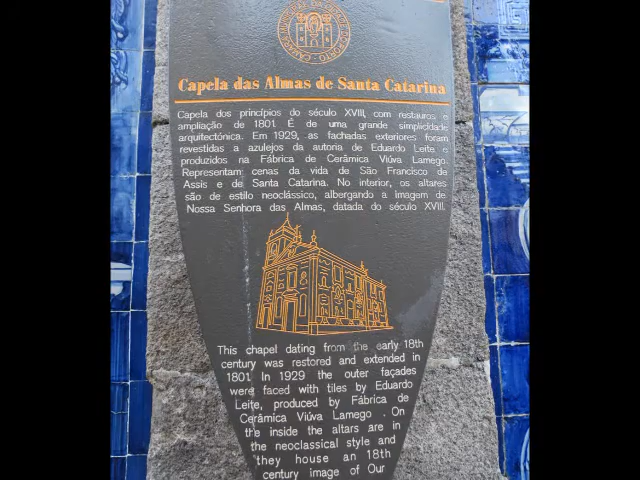 CÂMARA MUNICIPAL DA CIDADE DO PORTO
Capela das Almas de Santa Catarina
Capela dos princípios do século XVIII, com restauros e
ampliação de 1801. É de uma grande simplicidade
arquitectónica. Em 1929, as fachadas exteriores foram
revestidas a azulejos da autoria de Eduardo Leite e
produzidos na Fábrica de Cerâmica Viúva Lamego.
Representam cenas da vida de São Francisco de
Assis e de Santa Catarina. No interior, os altares
são de estilo neoclássico, albergando a imagem de
Nossa Senhora das Almas, datada do século XVIII.
This chapel dating from the early 18th
century was restored and extended in
1801. In 1929 the outer façades
were faced with tiles by Eduardo
Leite, produced by Fábrica de
Cerâmica Viúva Lamego . On
the inside the altars are in
the neoclassical style and
they house an 18th
century image of Our